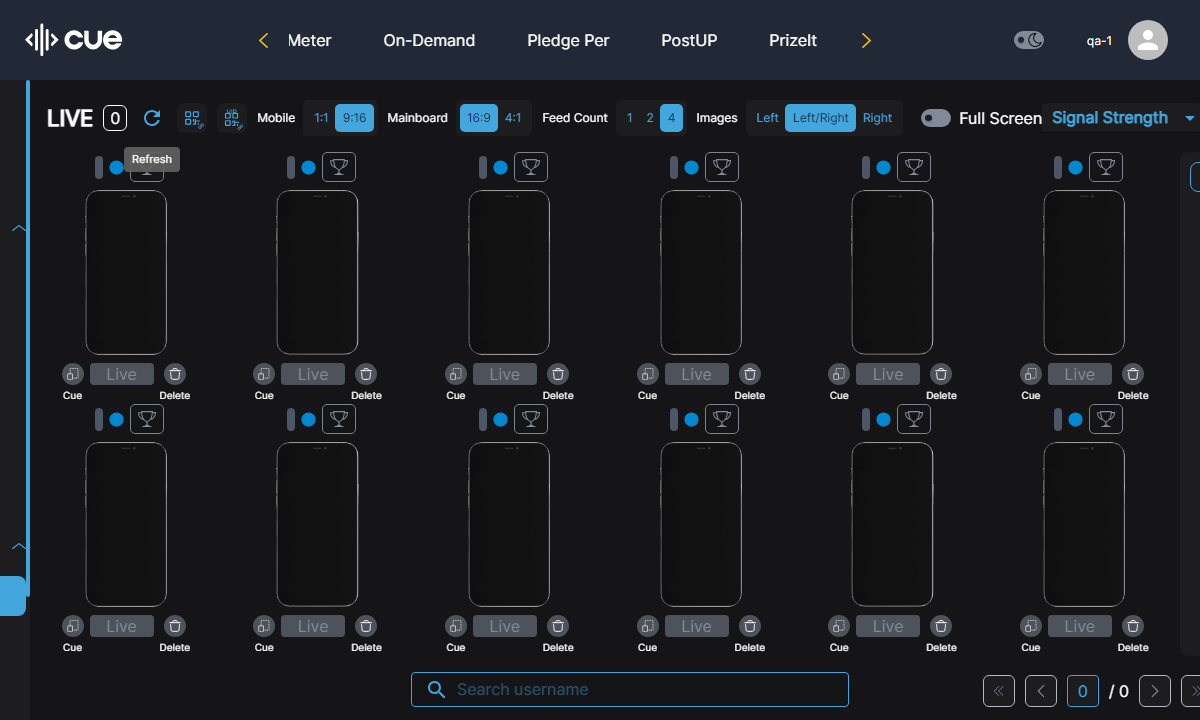 cue
Meter
On-Demand
Pledge Per
PostUP
PrizeIt
qa-1
LIVE 0
Mobile 1:1 9:16
Mainboard 16:9 4:1
Feed Count 1 2 4
Images Left Left/Right Right
Full Screen
Signal Strength
Refresh
Live Live Live Live Live Live
Cue Delete Cue Delete Cue Delete Cue Delete Cue Delete Cue Delete
Live Live Live Live Live Live
Cue Delete Cue Delete Cue Delete Cue Delete Cue Delete Cue Delete
Search username
0 / 0